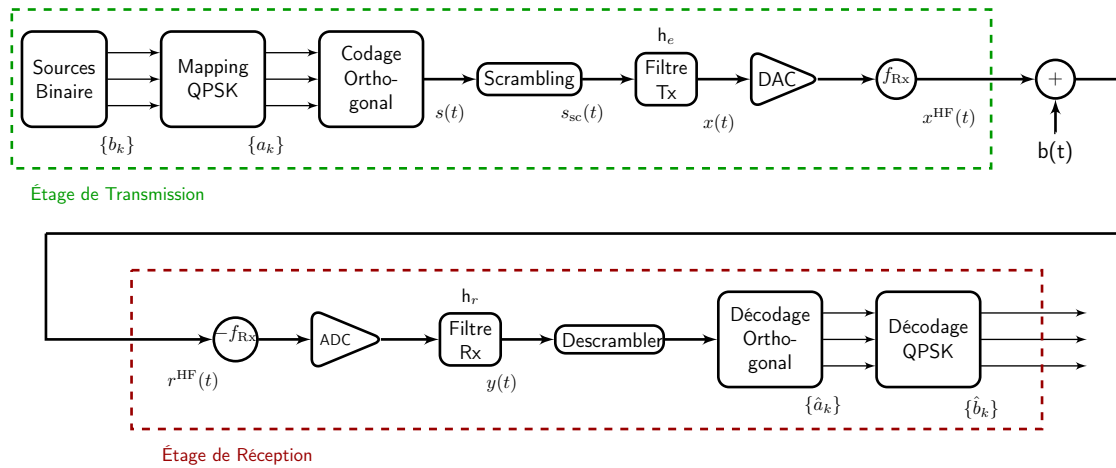 Sources
Binaire
{b_k}
Mapping
QPSK
{a_k}
Codage
Ortho-
gonal
s(t)
Scrambling
s_sc(t)
h_e
Filtre
Tx
x(t)
DAC
f_Rx
x^HF(t)
+
b(t)
Étage de Transmission
−f_Rx
r^HF(t)
ADC
h_r
Filtre
Rx
y(t)
Descrambler
Décodage
Ortho-
gonal
{â_k}
Décodage
QPSK
{b̂_k}
Étage de Réception